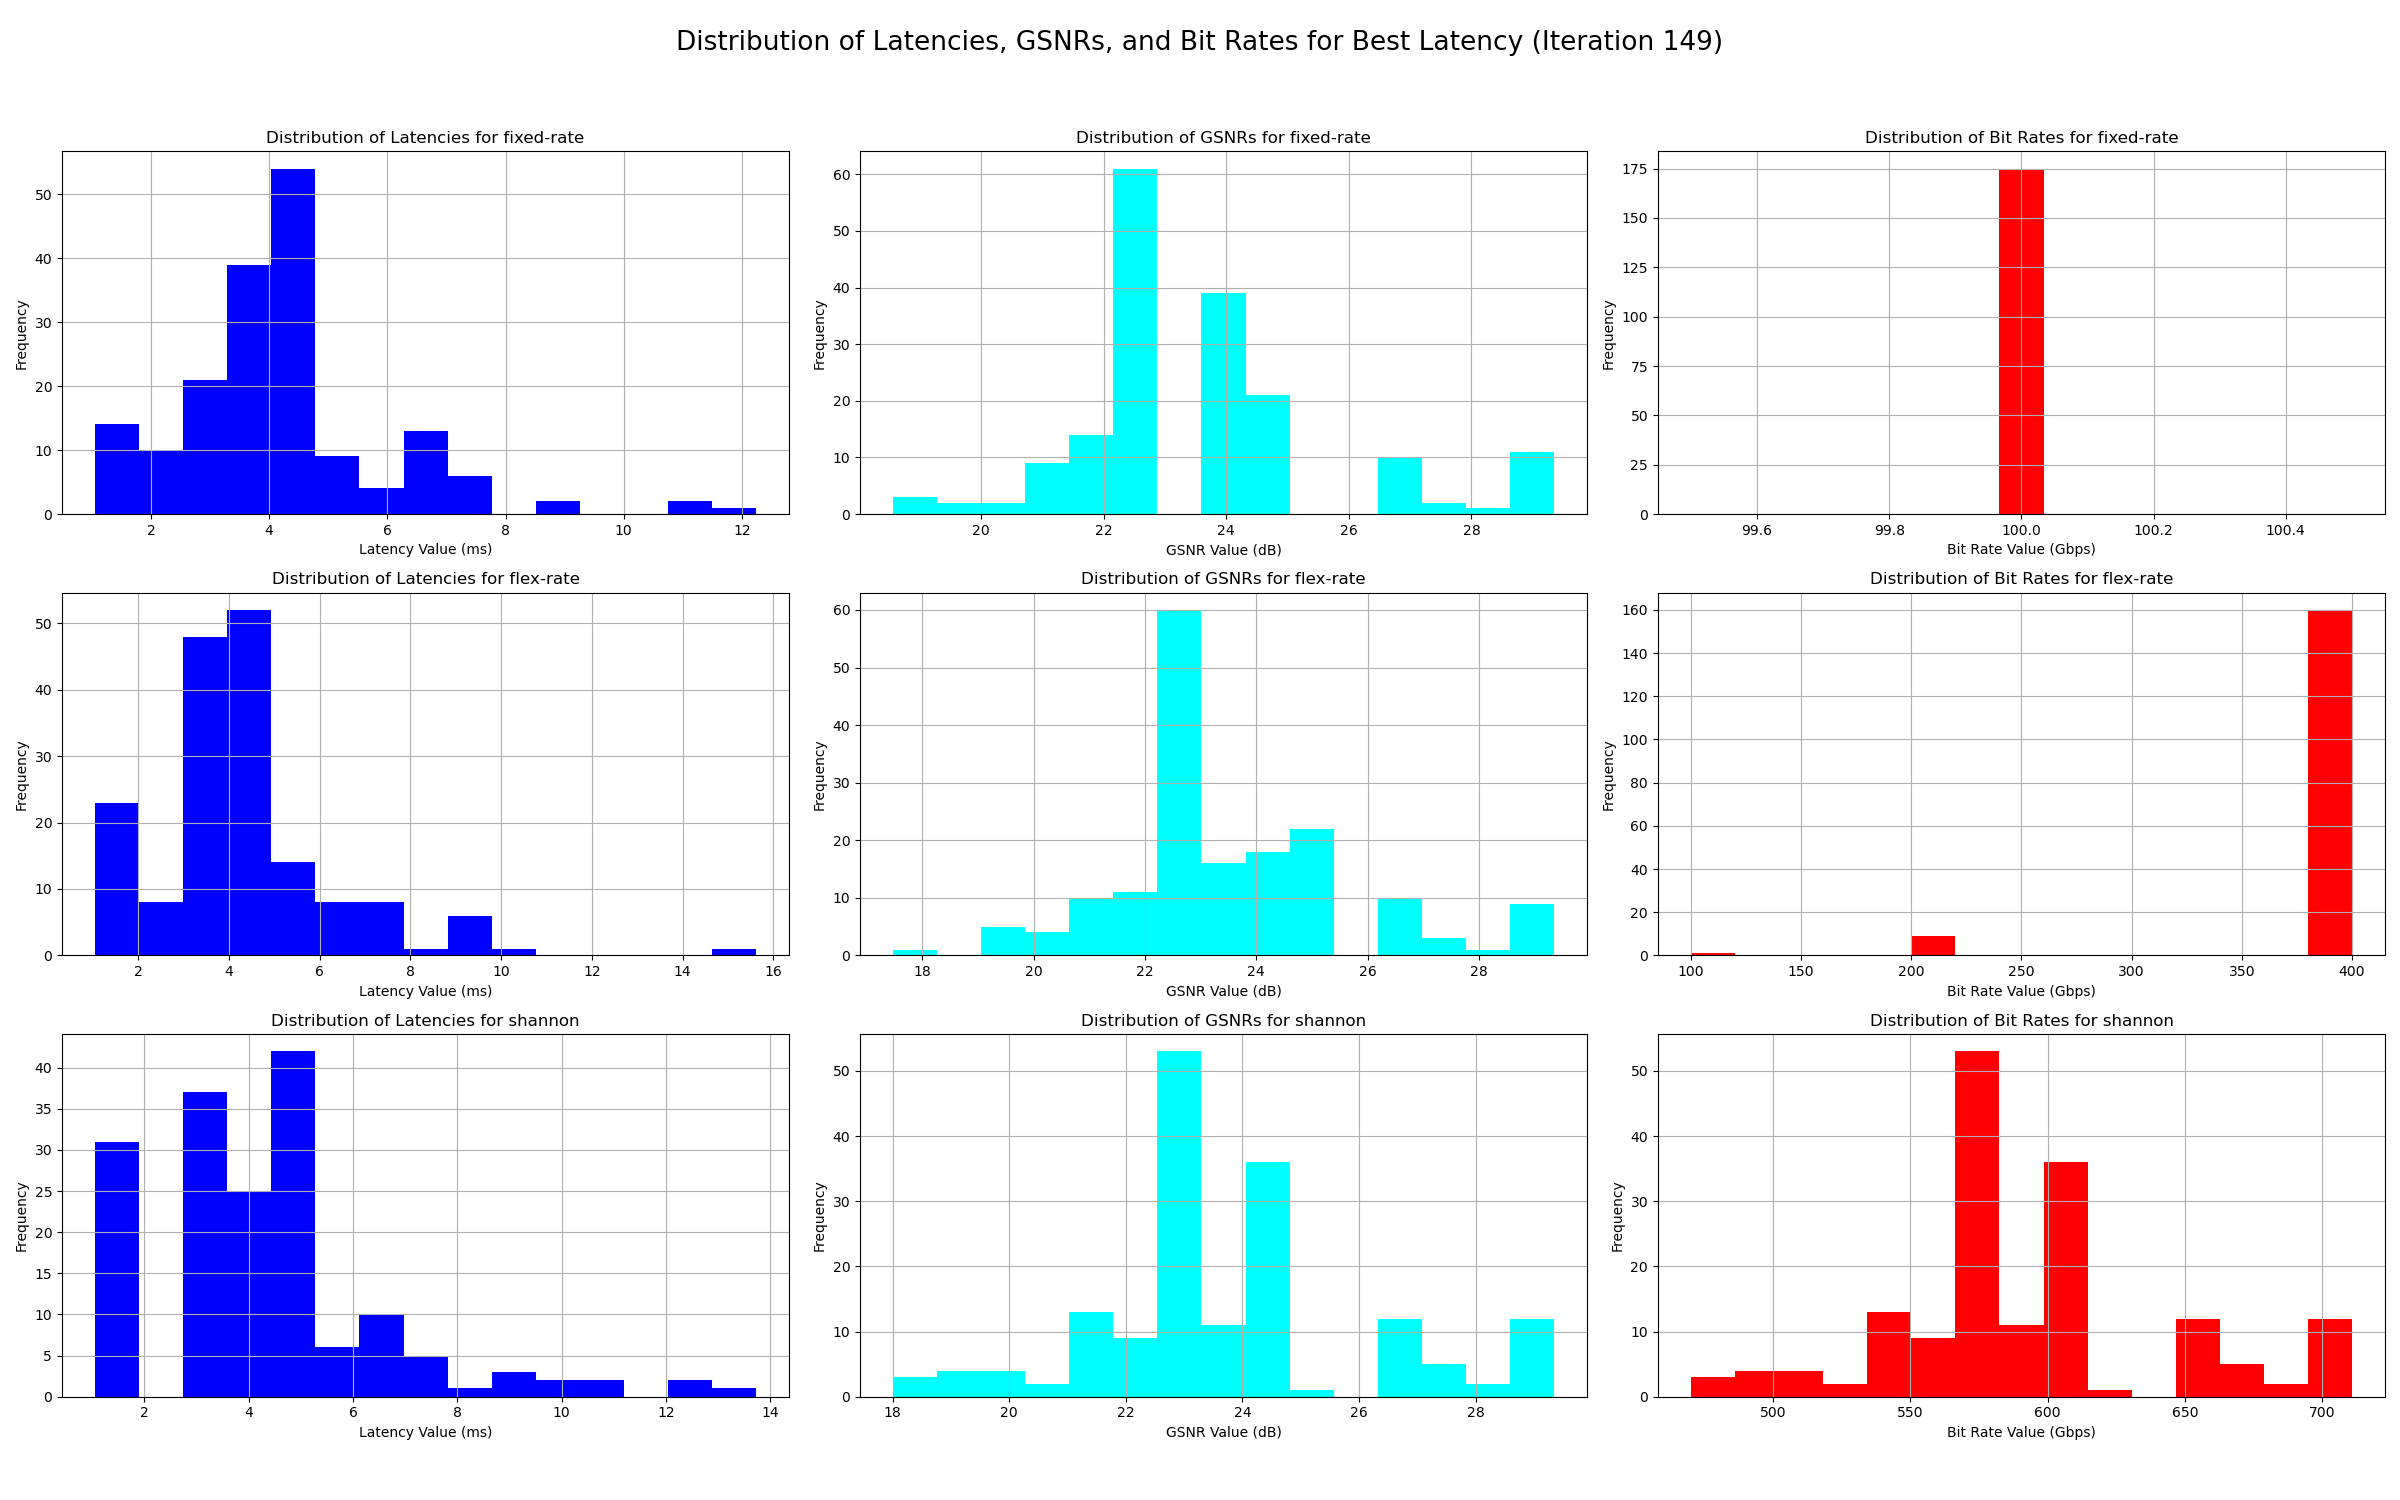 Distribution of Latencies, GSNRs, and Bit Rates for Best Latency (Iteration 149)
Distribution of Latencies for fixed-rate
Frequency
50
40
30
20
10
0
2 4 6 8 10 12
Latency Value (ms)
Distribution of GSNRs for fixed-rate
Frequency
60
50
40
30
20
10
0
20 22 24 26 28
GSNR Value (dB)
Distribution of Bit Rates for fixed-rate
Frequency
175
150
125
100
75
50
25
0
99.6 99.8 100.0 100.2 100.4
Bit Rate Value (Gbps)
Distribution of Latencies for flex-rate
Frequency
50
40
30
20
10
0
2 4 6 8 10 12 14 16
Latency Value (ms)
Distribution of GSNRs for flex-rate
Frequency
60
50
40
30
20
10
0
18 20 22 24 26 28
GSNR Value (dB)
Distribution of Bit Rates for flex-rate
Frequency
160
140
120
100
80
60
40
20
0
100 150 200 250 300 350 400
Bit Rate Value (Gbps)
Distribution of Latencies for shannon
Frequency
40
35
30
25
20
15
10
5
0
2 4 6 8 10 12 14
Latency Value (ms)
Distribution of GSNRs for shannon
Frequency
50
40
30
20
10
0
18 20 22 24 26 28
GSNR Value (dB)
Distribution of Bit Rates for shannon
Frequency
50
40
30
20
10
0
500 550 600 650 700
Bit Rate Value (Gbps)